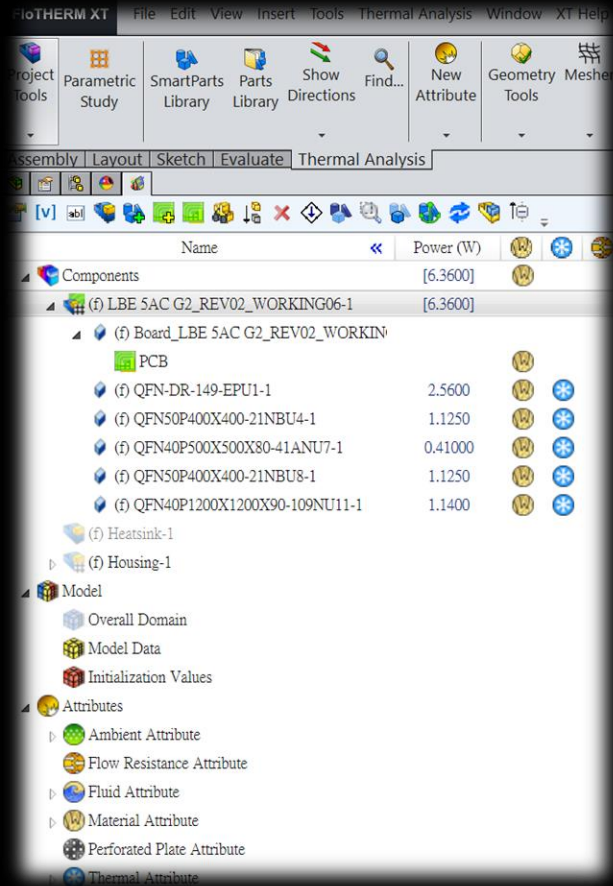 FloTHERM XT File Edit View Insert Tools Thermal Analysis Window XT Help
Project Tools
Parametric Study
SmartParts Library
Parts Library
Show Directions
Find...
New Attribute
Geometry Tools
Mesher
Assembly Layout Sketch Evaluate Thermal Analysis
[v] abl
Name « Power (W)
Components [6.3600]
(f) LBE 5AC G2_REV02_WORKING06-1 [6.3600]
(f) Board_LBE 5AC G2_REV02_WORKIN
PCB
(f) QFN-DR-149-EPU1-1 2.5600
(f) QFN50P400X400-21NBU4-1 1.1250
(f) QFN40P500X500X80-41ANU7-1 0.41000
(f) QFN50P400X400-21NBU8-1 1.1250
(f) QFN40P1200X1200X90-109NU11-1 1.1400
(f) Heatsink-1
(f) Housing-1
Model
Overall Domain
Model Data
Initialization Values
Attributes
Ambient Attribute
Flow Resistance Attribute
Fluid Attribute
Material Attribute
Perforated Plate Attribute
Thermal Attribute